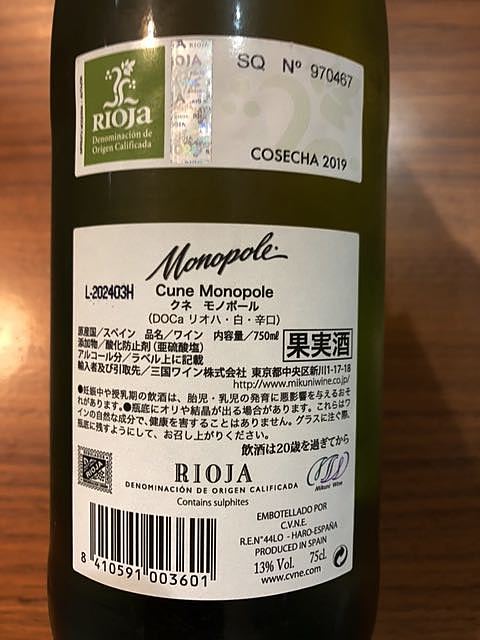 RIOJA
Denominación de
Origen Calificada
SQ Nº 970467
COSECHA 2019
Monopole
L-202403H
Cune Monopole
クネ モノポール
(DOCa リオハ・白・辛口)
原産国/スペイン 品名/ワイン 内容量/750㎖
添加物/酸化防止剤(亜硫酸塩)
アルコール分/ラベル上に記載
果実酒
輸入者及び引取先/三国ワイン株式会社 東京都中央区新川1-17-18
http://www.mikuniwine.co.jp/
●妊娠中や授乳期の飲酒は、胎児・乳児の発育に悪影響を与えるおそ
れがあります。●瓶底にオリや結晶が出る場合があります。これらはワ
インの自然な成分で、健康を害することはありません。グラスに注ぐ際、
瓶底に残すようにして、お召し上がりください。
飲酒は20歳を過ぎてから
RIOJA
DENOMINACIÓN DE ORIGEN CALIFICADA
Contains sulphites
Mikuni Wine
EMBOTELLADO POR
C.V.N.E.
R.E.Nº44LO - HARO-ESPAÑA
PRODUCED IN SPAIN
13% Vol. 75cl.
www.cvne.com
8 410591 003601